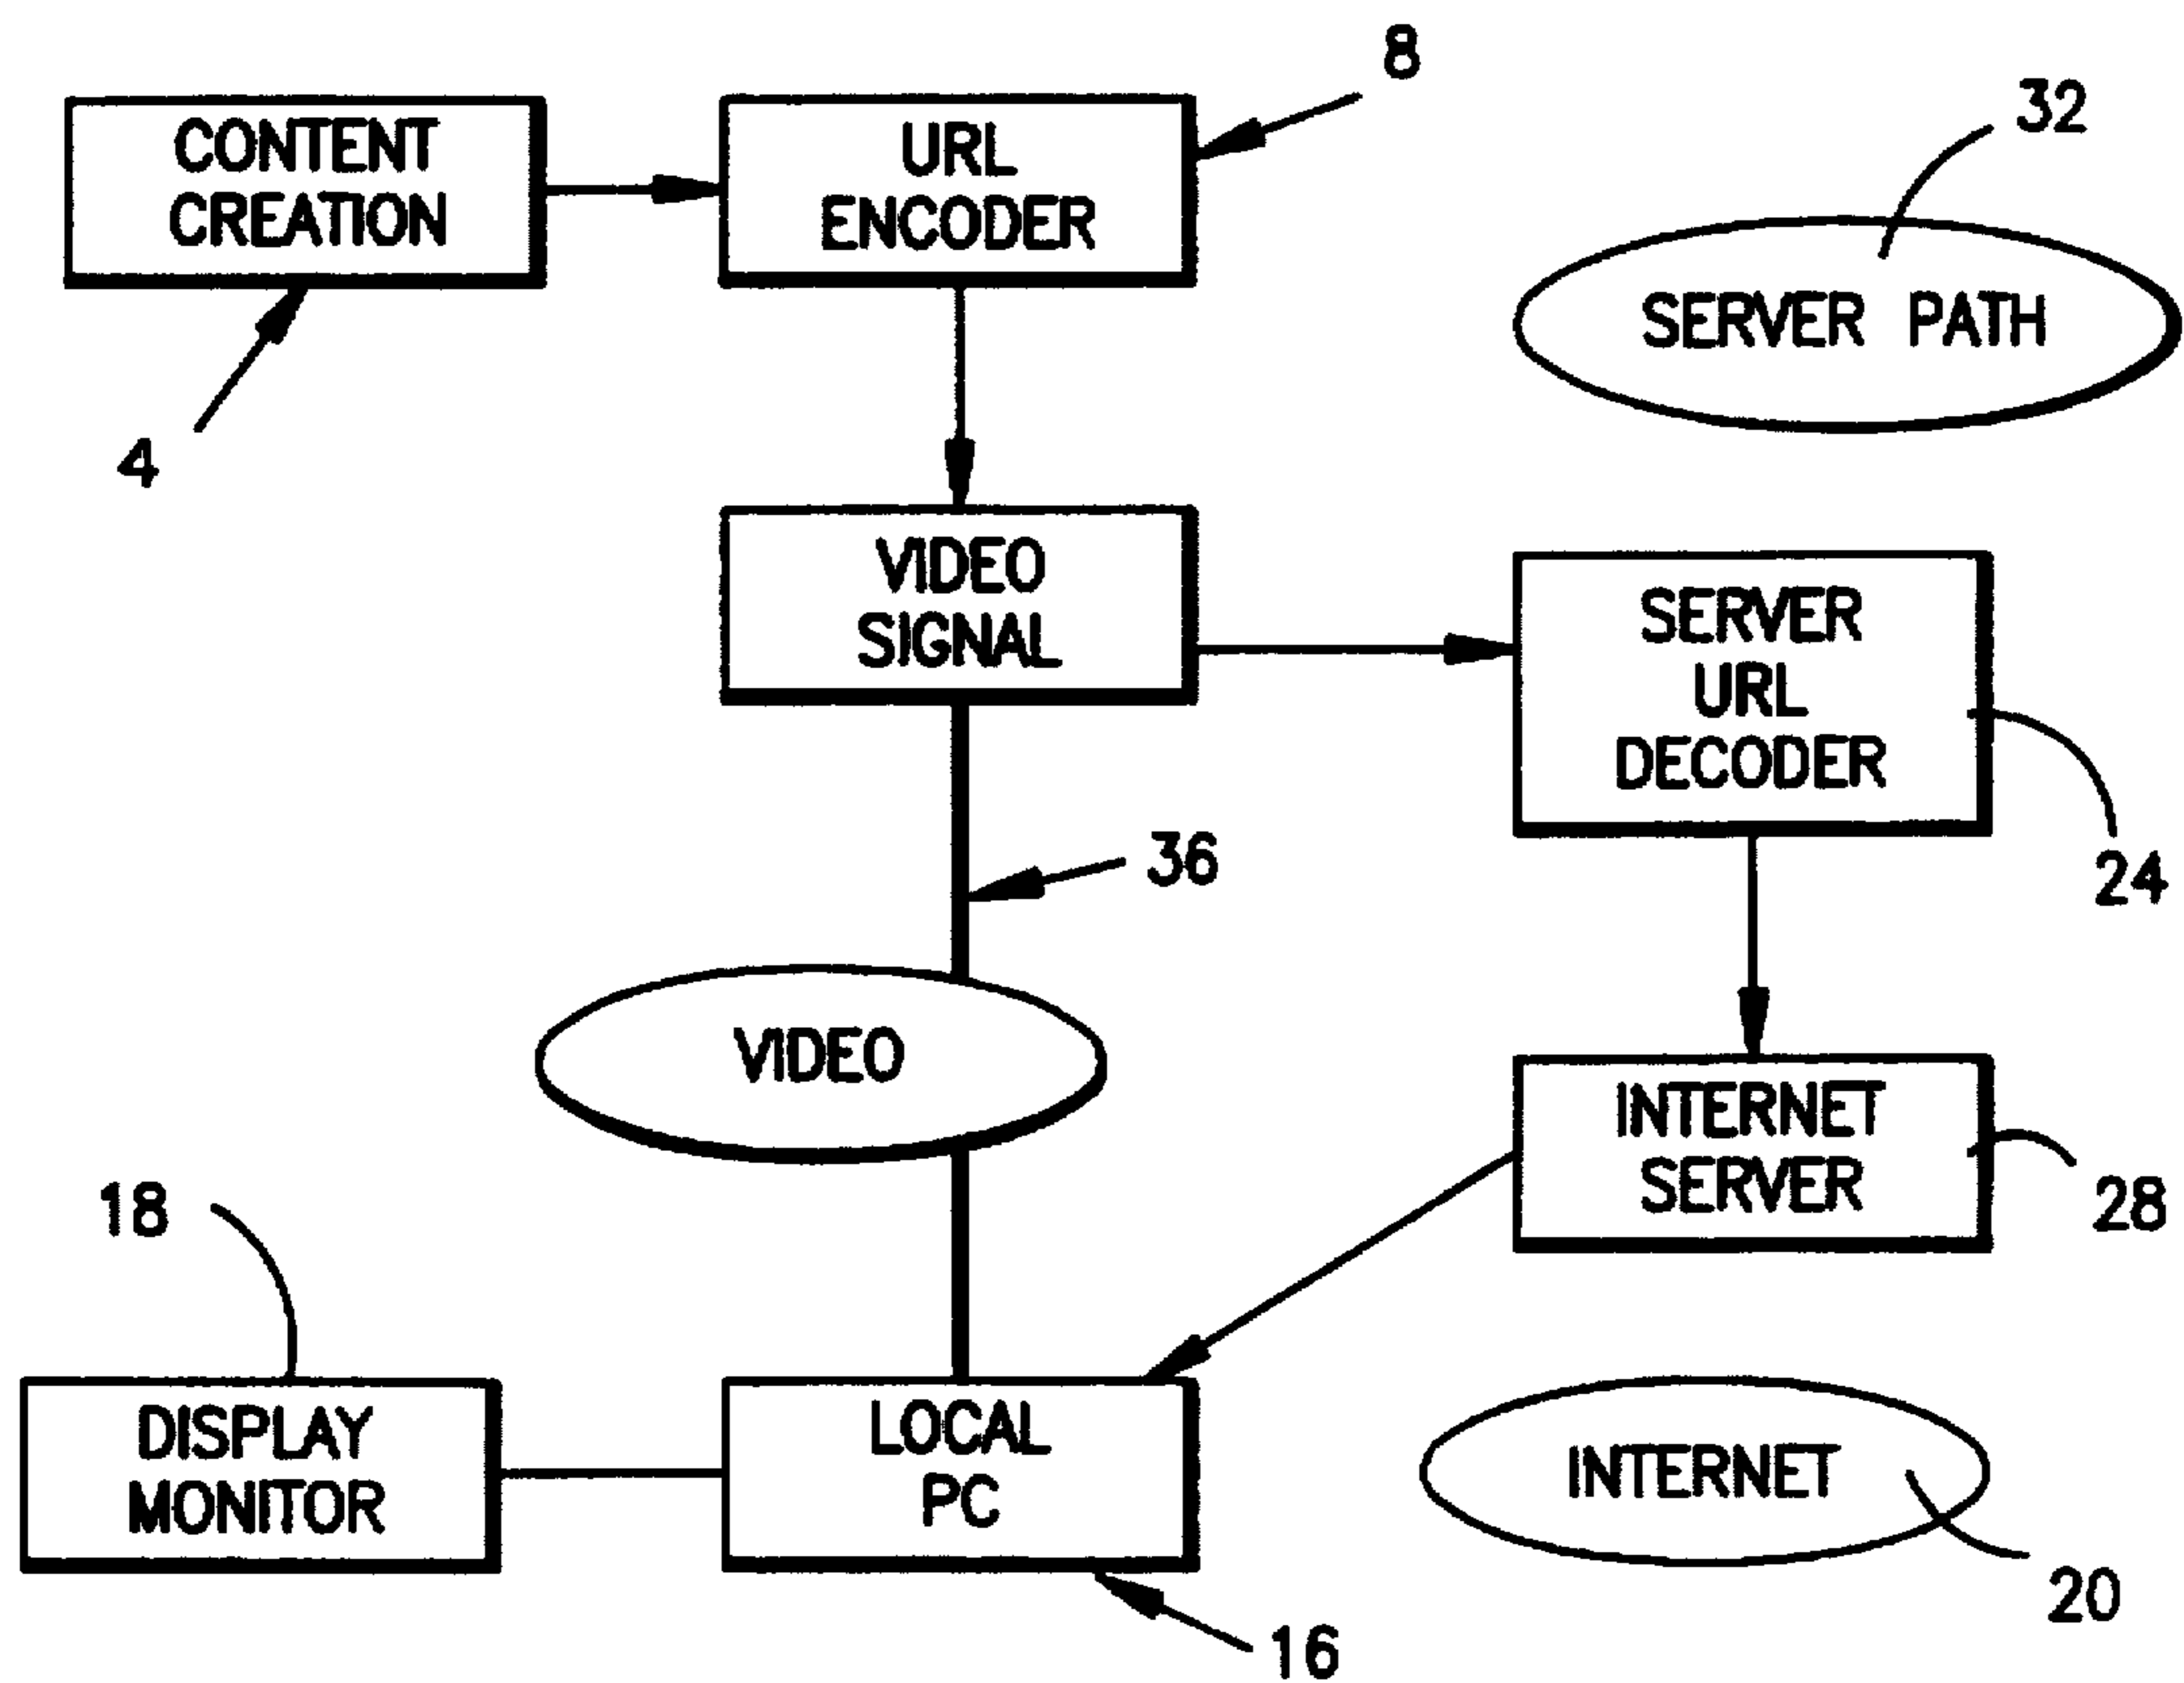 8
32
CONTENT
CREATION
URL
ENCODER
SERVER PATH
4
VIDEO
SIGNAL
SERVER
URL
DECODER
36
24
VIDEO
INTERNET
SERVER
18
28
DISPLAY
MONITOR
LOCAL
PC
INTERNET
20
16